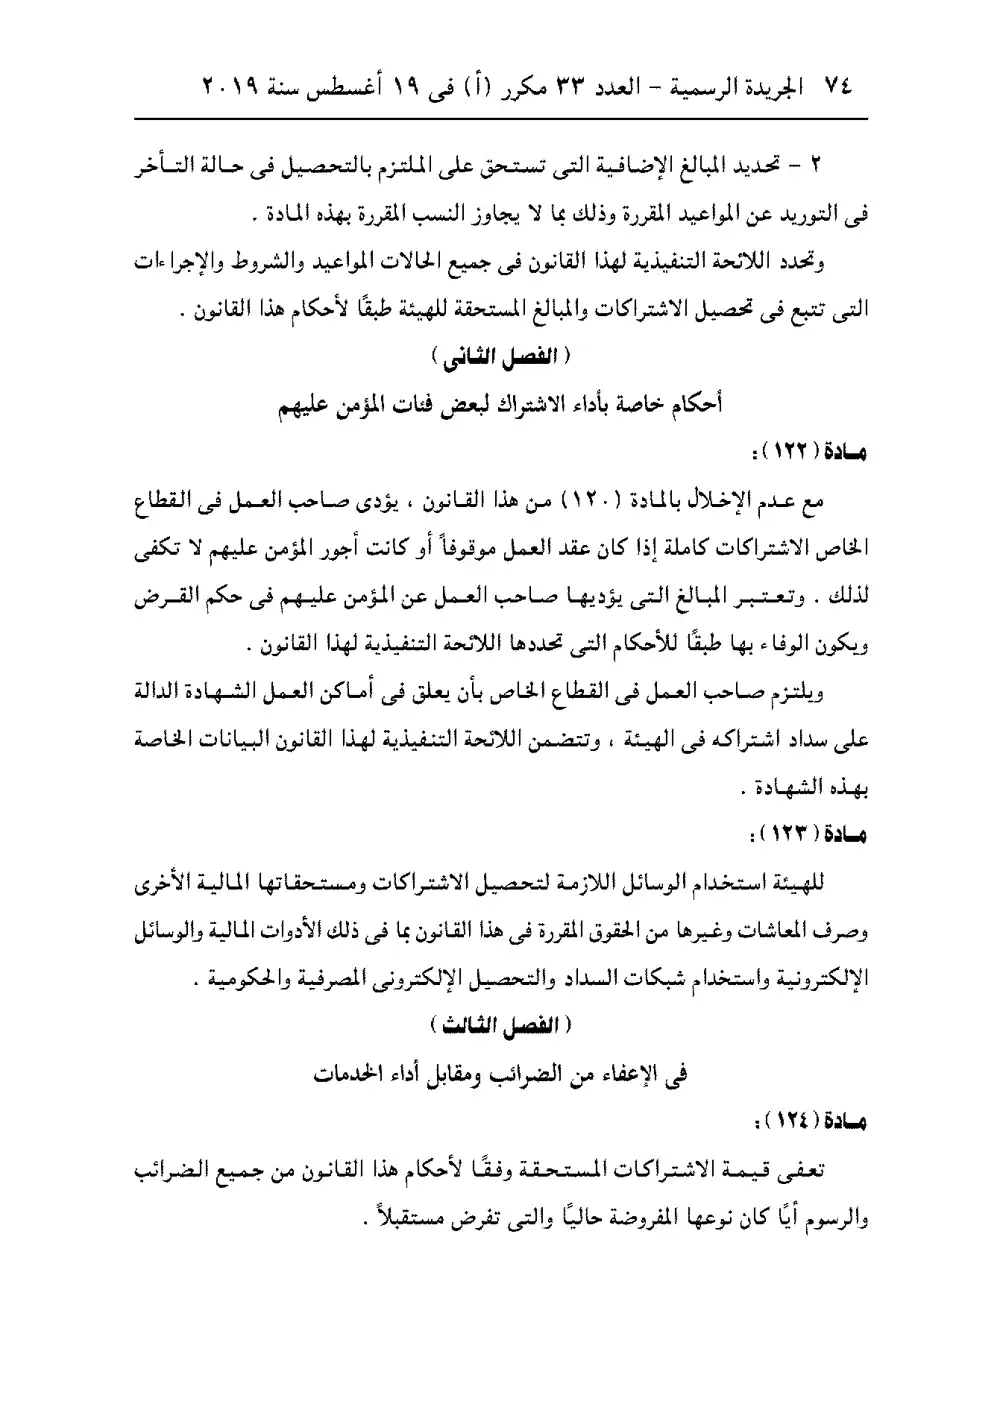 ٧٤ الجريدة الرسمية - العدد ٣٣ مكرر (أ) فى ١٩ أغسطس سنة ٢٠١٩
٢ - تحديد المبالغ الإضافية التى تستحق على الملتزم بالتحصيل فى حالة التأخر
فى التوريد عن المواعيد المقررة وذلك بما لا يجاوز النسب المقررة بهذه المادة .
وتحدد اللائحة التنفيذية لهذا القانون فى جميع الحالات المواعيد والشروط والإجراءات
التى تتبع فى تحصيل الاشتراكات والمبالغ المستحقة للهيئة طبقًا لأحكام هذا القانون .
(الفصل الثانى)
أحكام خاصة بأداء الاشتراك لبعض فئات المؤمن عليهم
مادة (١٢٢):
مع عدم الإخلال بالمادة (١٢٠) من هذا القانون ، يؤدى صاحب العمل فى القطاع
الخاص الاشتراكات كاملة إذا كان عقد العمل موقوفاً أو كانت أجور المؤمن عليهم لا تكفى
لذلك . وتعتبر المبالغ التى يؤديها صاحب العمل عن المؤمن عليهم فى حكم القرض
ويكون الوفاء بها طبقًا للأحكام التى تحددها اللائحة التنفيذية لهذا القانون .
ويلتزم صاحب العمل فى القطاع الخاص بأن يعلق فى أماكن العمل الشهادة الدالة
على سداد اشتراكه فى الهيئة ، وتتضمن اللائحة التنفيذية لهذا القانون البيانات الخاصة
بهذه الشهادة .
مادة (١٢٣):
للهيئة استخدام الوسائل اللازمة لتحصيل الاشتراكات ومستحقاتها المالية الأخرى
وصرف المعاشات وغيرها من الحقوق المقررة فى هذا القانون بما فى ذلك الأدوات المالية والوسائل
الإلكترونية واستخدام شبكات السداد والتحصيل الإلكترونى المصرفية والحكومية .
(الفصل الثالث)
فى الإعفاء من الضرائب ومقابل أداء الخدمات
مادة (١٢٤):
تعفى قيمة الاشتراكات المستحقة وفقًا لأحكام هذا القانون من جميع الضرائب
والرسوم أيًا كان نوعها المفروضة حاليًا والتى تفرض مستقبلاً .